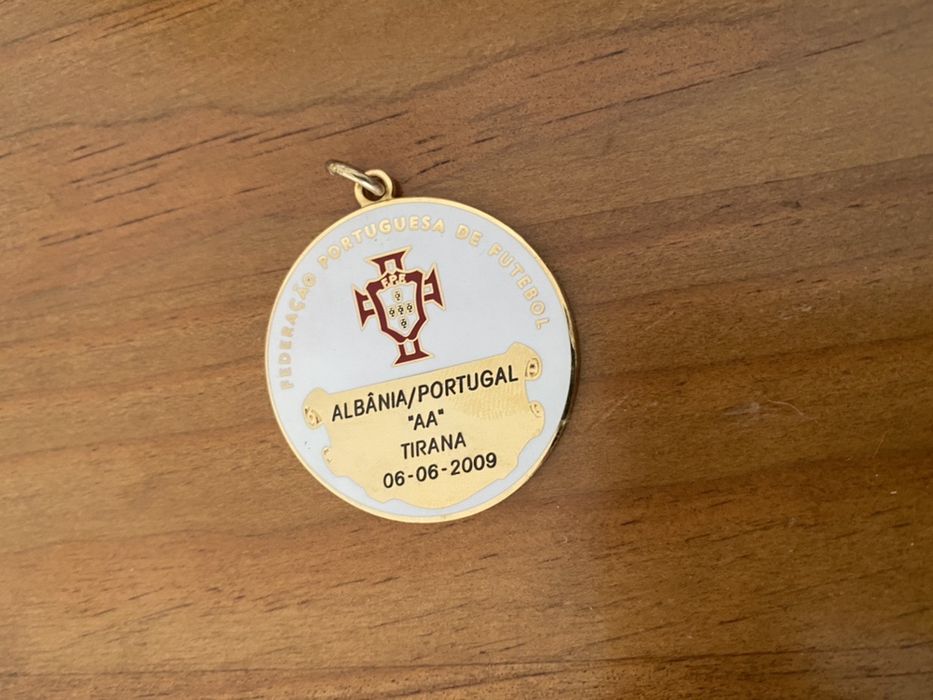 FEDERAÇÃO PORTUGUESA DE FUTEBOL
F.P.F.
ALBÂNIA/PORTUGAL
"AA"
TIRANA
06-06-2009